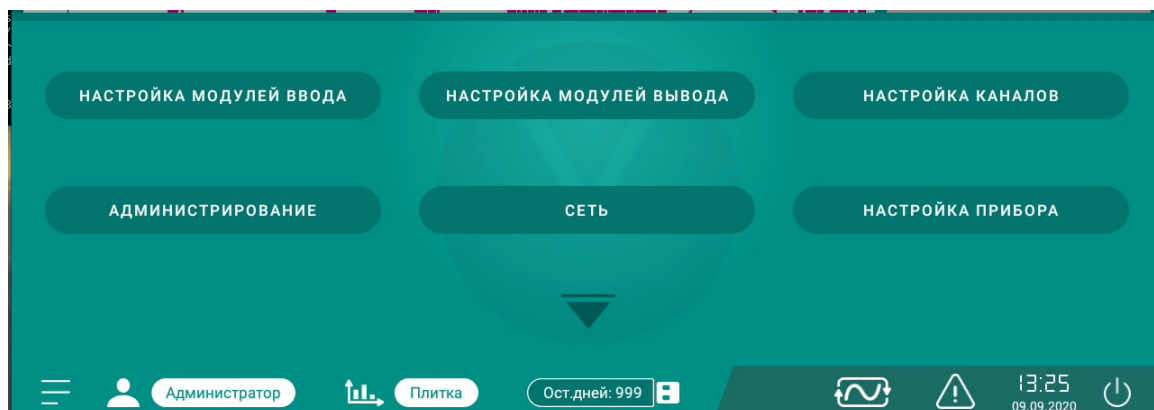 НАСТРОЙКА МОДУЛЕЙ ВВОДА
НАСТРОЙКА МОДУЛЕЙ ВЫВОДА
НАСТРОЙКА КАНАЛОВ
АДМИНИСТРИРОВАНИЕ
СЕТЬ
НАСТРОЙКА ПРИБОРА
Администратор
Плитка
Ост.дней: 999
13:25
09.09.2020